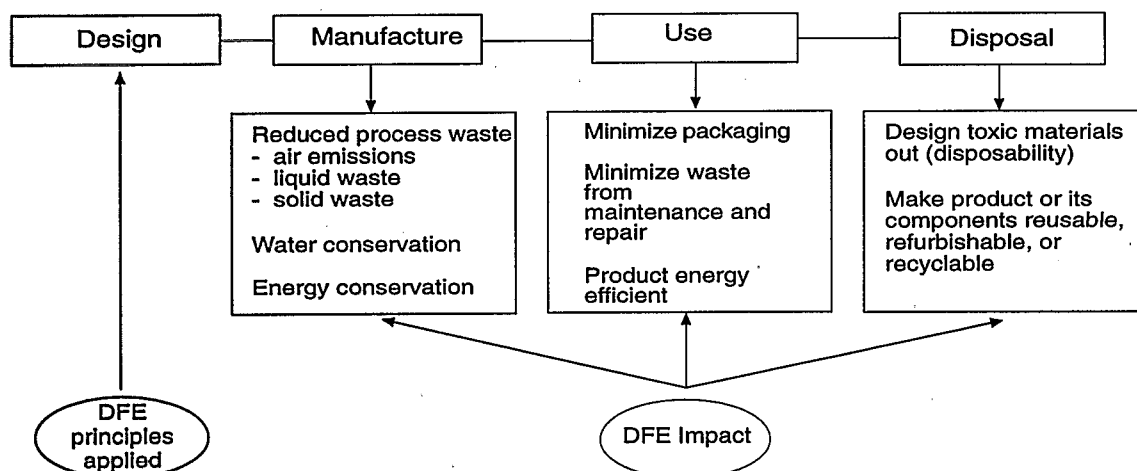 Design
Manufacture
Use
Disposal
Reduced process waste
- air emissions
- liquid waste
- solid waste
Water conservation
Energy conservation
Minimize packaging
Minimize waste
from
maintenance and
repair
Product energy
efficient
Design toxic materials
out (disposability)
Make product or its
components reusable,
refurbishable, or
recyclable
DFE
principles
applied
DFE Impact